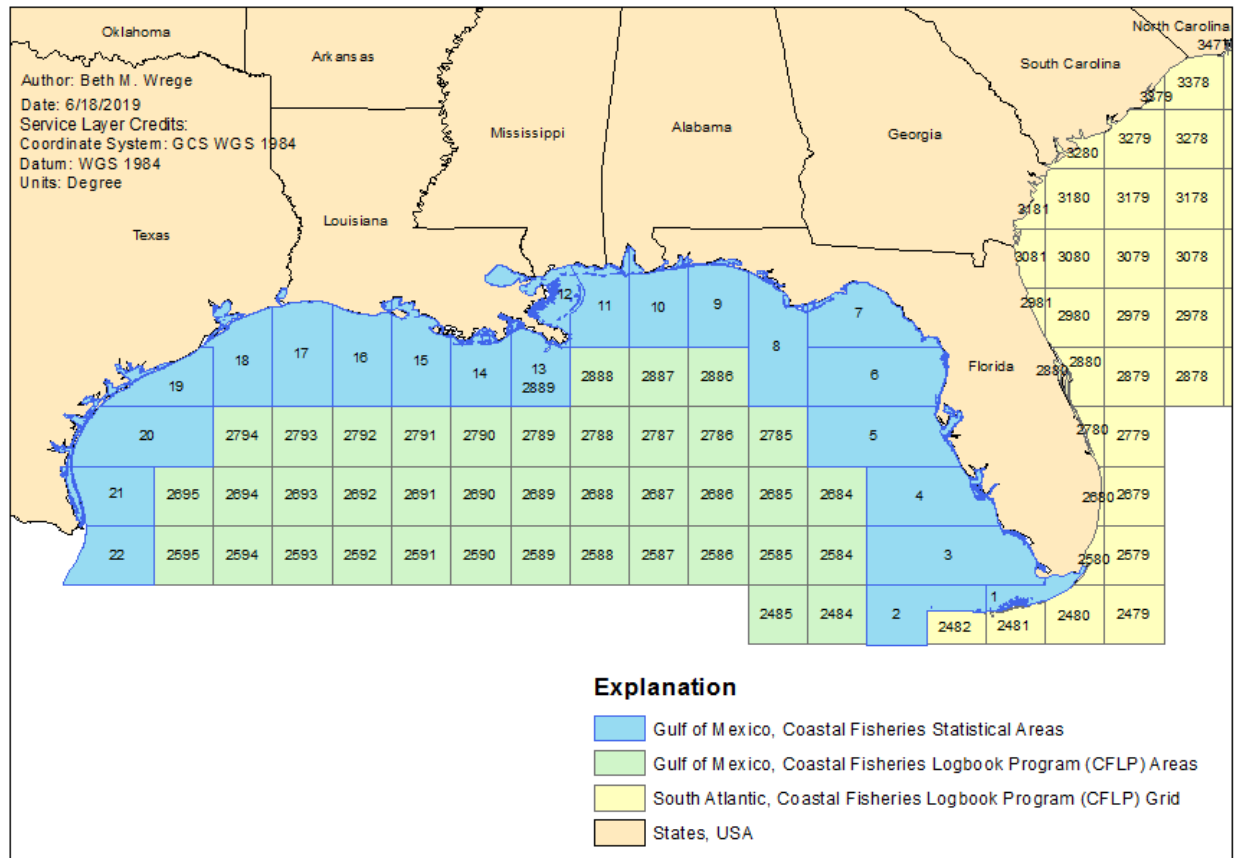 Oklahoma
Arkansas
North Carolina
3477
South Carolina
Author: Beth M. Wrege
Date: 6/18/2019
Service Layer Credits:
Coordinate System: GCS WGS 1984
Datum: WGS 1984
Units: Degree
3378
3379
Mississippi
Alabama
Georgia
3280 3279 3278
Louisiana
Texas
3181 3180 3179 3178
3081 3080 3079 3078
12 11 10 9 7
2981 2980 2979 2978
19 18 17 16 15 14 13 8 6 Florida
2889 2888 2887 2886
2880 2880 2879 2878
20 2794 2793 2792 2791 2790 2789 2788 2787 2786 2785 5 2780 2779
21 2695 2694 2693 2692 2691 2690 2689 2688 2687 2686 2685 2684 4 2680 2679
22 2595 2594 2593 2592 2591 2590 2589 2588 2587 2586 2585 2584 3 2580 2579
2485 2484 2 1 2482 2481 2480 2479
Explanation
Gulf of Mexico, Coastal Fisheries Statistical Areas
Gulf of Mexico, Coastal Fisheries Logbook Program (CFLP) Areas
South Atlantic, Coastal Fisheries Logbook Program (CFLP) Grid
States, USA